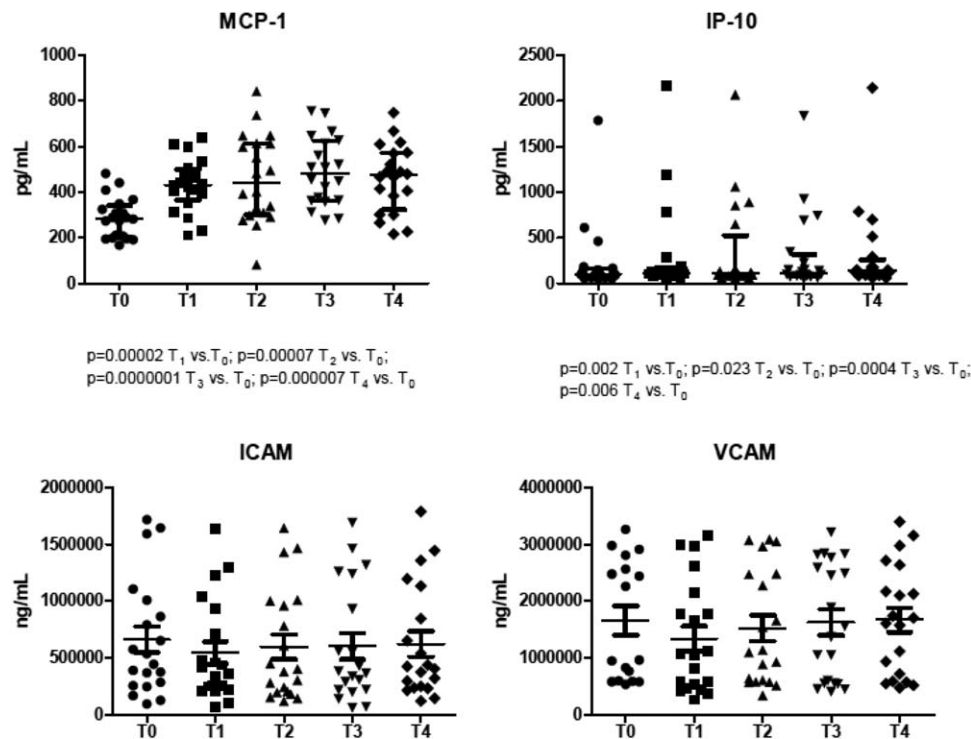 MCP-1
1000
800
600
400
200
0
pg/mL
T0 T1 T2 T3 T4
p=0.00002 T1 vs.T0; p=0.00007 T2 vs. T0;
p=0.0000001 T3 vs. T0; p=0.000007 T4 vs. T0
IP-10
2500
2000
1500
1000
500
0
pg/mL
T0 T1 T2 T3 T4
p=0.002 T1 vs.T0; p=0.023 T2 vs. T0; p=0.0004 T3 vs. T0;
p=0.006 T4 vs. T0
ICAM
2000000
1500000
1000000
500000
0
ng/mL
T0 T1 T2 T3 T4
VCAM
4000000
3000000
2000000
1000000
0
ng/mL
T0 T1 T2 T3 T4